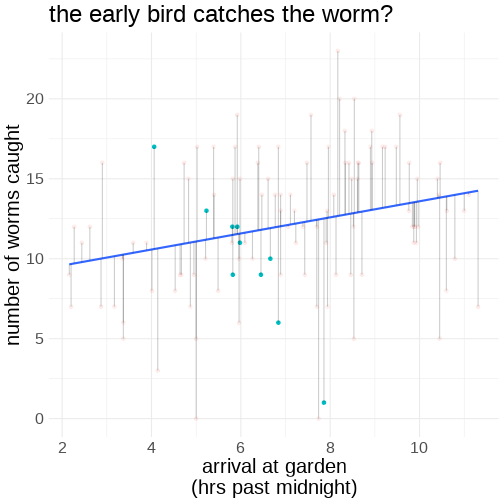 the early bird catches the worm?
number of worms caught
20
15
10
5
0
2 4 6 8 10
arrival at garden
(hrs past midnight)